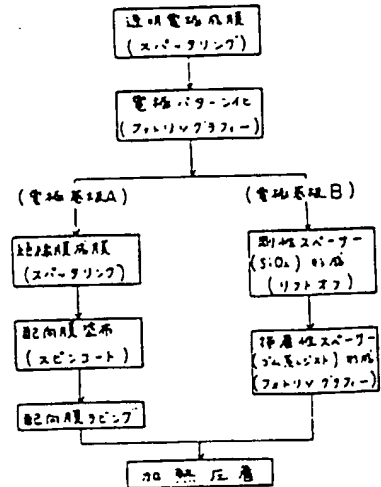 透明電極成膜
(スパッタリング)
電極パターン化
(フォトリソグラフィー)
(電極基板A)
(電極基板B)
絶縁膜成膜
(スパッタリング)
配向膜塗布
(スピンコート)
配向膜ラビング
剛性スペーサー
(SiO₂)形成
(リフトオフ)
接着性スペーサー
(ゴム系レジスト)形成
(フォトリソグラフィー)
加熱圧着